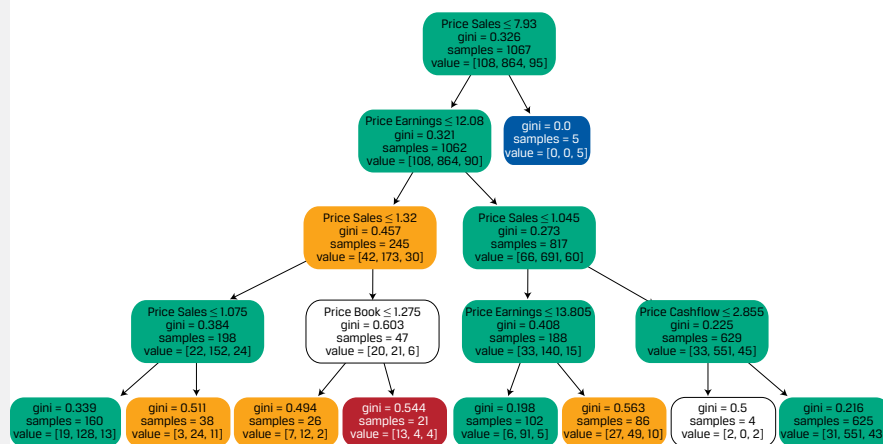 Price Sales ≤ 7.93
gini = 0.326
samples = 1067
value = [108, 864, 95]
Price Earnings ≤ 12.08
gini = 0.321
samples = 1062
value = [108, 864, 90]
gini = 0.0
samples = 5
value = [0, 0, 5]
Price Sales ≤ 1.32
gini = 0.457
samples = 245
value = [42, 173, 30]
Price Sales ≤ 1.045
gini = 0.273
samples = 817
value = [66, 691, 60]
Price Sales ≤ 1.075
gini = 0.384
samples = 198
value = [22, 152, 24]
Price Book ≤ 1.275
gini = 0.603
samples = 47
value = [20, 21, 6]
Price Earnings ≤ 13.805
gini = 0.408
samples = 188
value = [33, 140, 15]
Price Cashflow ≤ 2.855
gini = 0.225
samples = 629
value = [33, 551, 45]
gini = 0.339
samples = 160
value = [19, 128, 13]
gini = 0.511
samples = 38
value = [3, 24, 11]
gini = 0.494
samples = 26
value = [7, 12, 2]
gini = 0.544
samples = 21
value = [13, 4, 4]
gini = 0.198
samples = 102
value = [6, 91, 5]
gini = 0.563
samples = 86
value = [27, 49, 10]
gini = 0.5
samples = 4
value = [2, 0, 2]
gini = 0.216
samples = 625
value = [31, 551, 43]